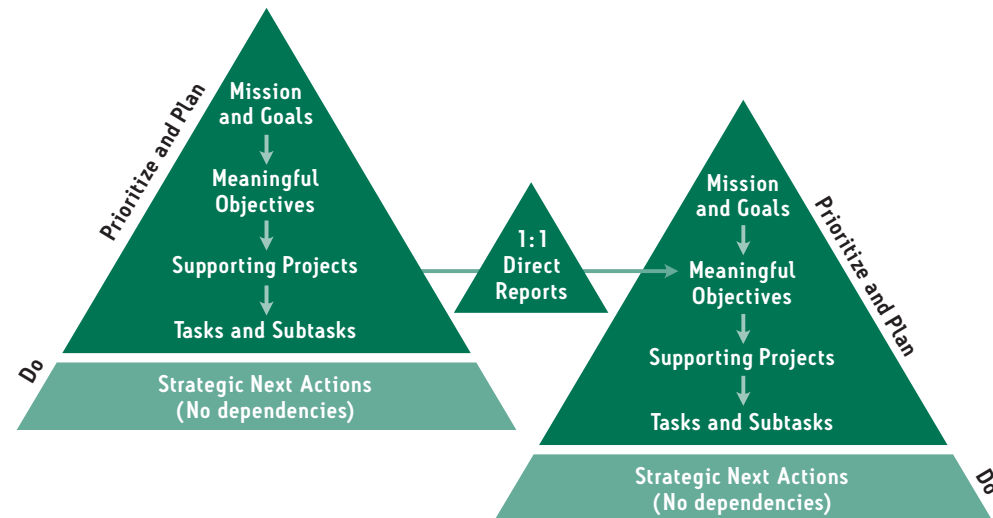 Prioritize and Plan
Mission
and Goals
Meaningful
Objectives
Supporting Projects
Tasks and Subtasks
Do
Strategic Next Actions
(No dependencies)
1:1
Direct
Reports
Prioritize and Plan
Mission
and Goals
Meaningful
Objectives
Supporting Projects
Tasks and Subtasks
Do
Strategic Next Actions
(No dependencies)